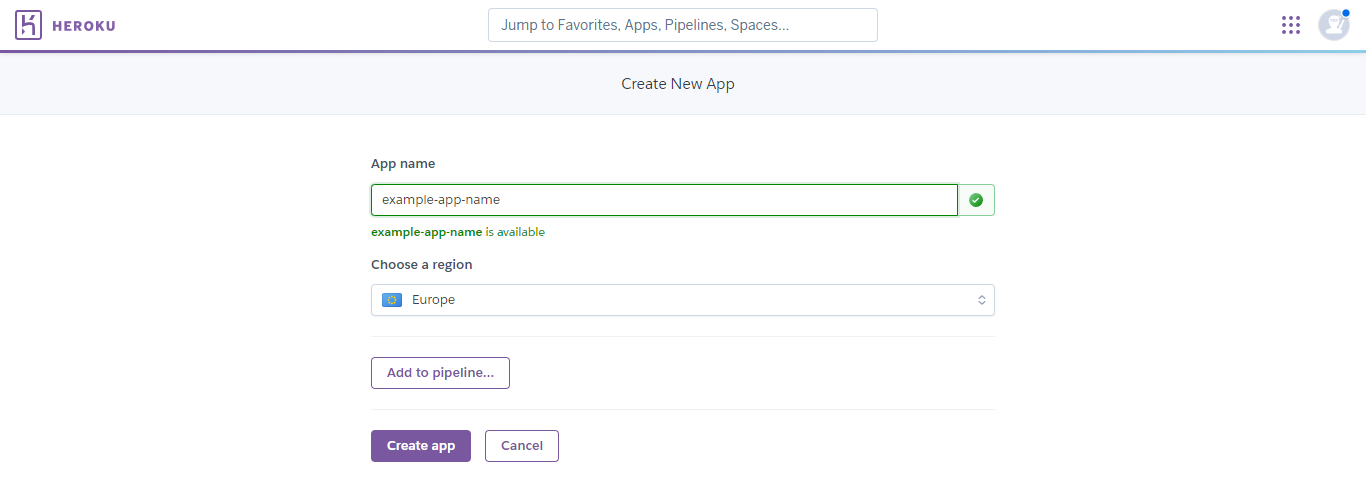 HEROKU
Jump to Favorites, Apps, Pipelines, Spaces...
Create New App
App name
example-app-name
example-app-name is available
Choose a region
Europe
Add to pipeline...
Create app
Cancel